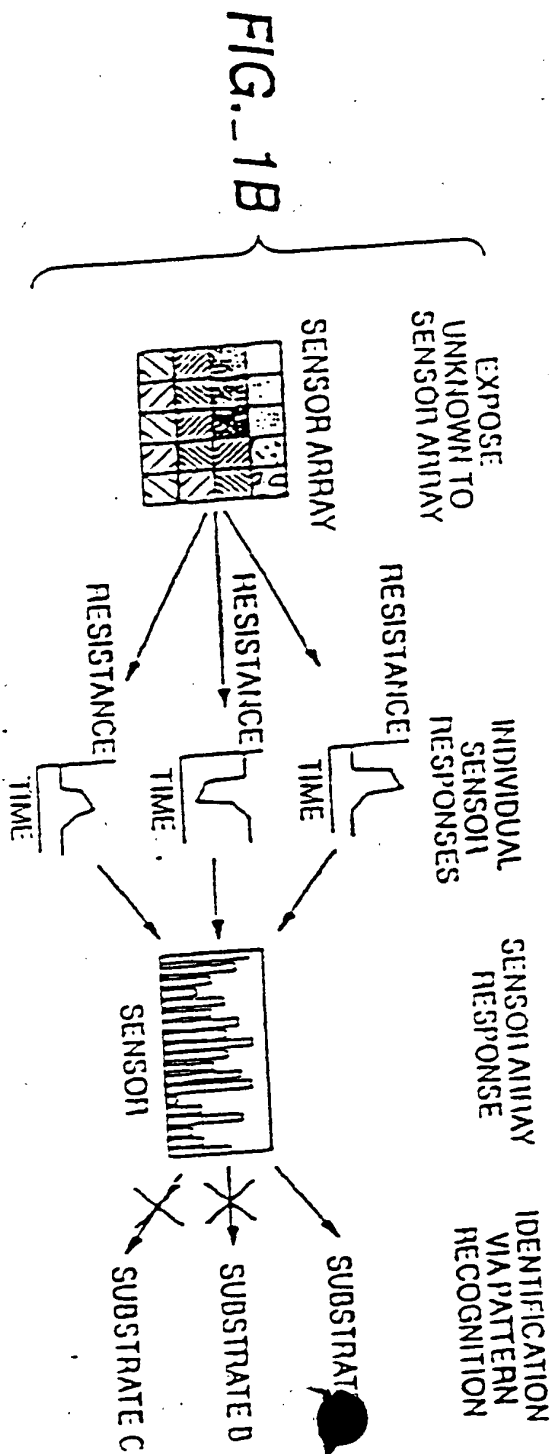 FIG._1B
EXPOSE
UNKNOWN TO
SENSOR ARRAY
SENSOR ARRAY
INDIVIDUAL
SENSOR
RESPONSES
RESISTANCE
TIME
RESISTANCE
TIME
RESISTANCE
TIME
SENSOR ARRAY
RESPONSE
SENSOR
IDENTIFICATION
VIA PATTERN
RECOGNITION
SUBSTRATE C